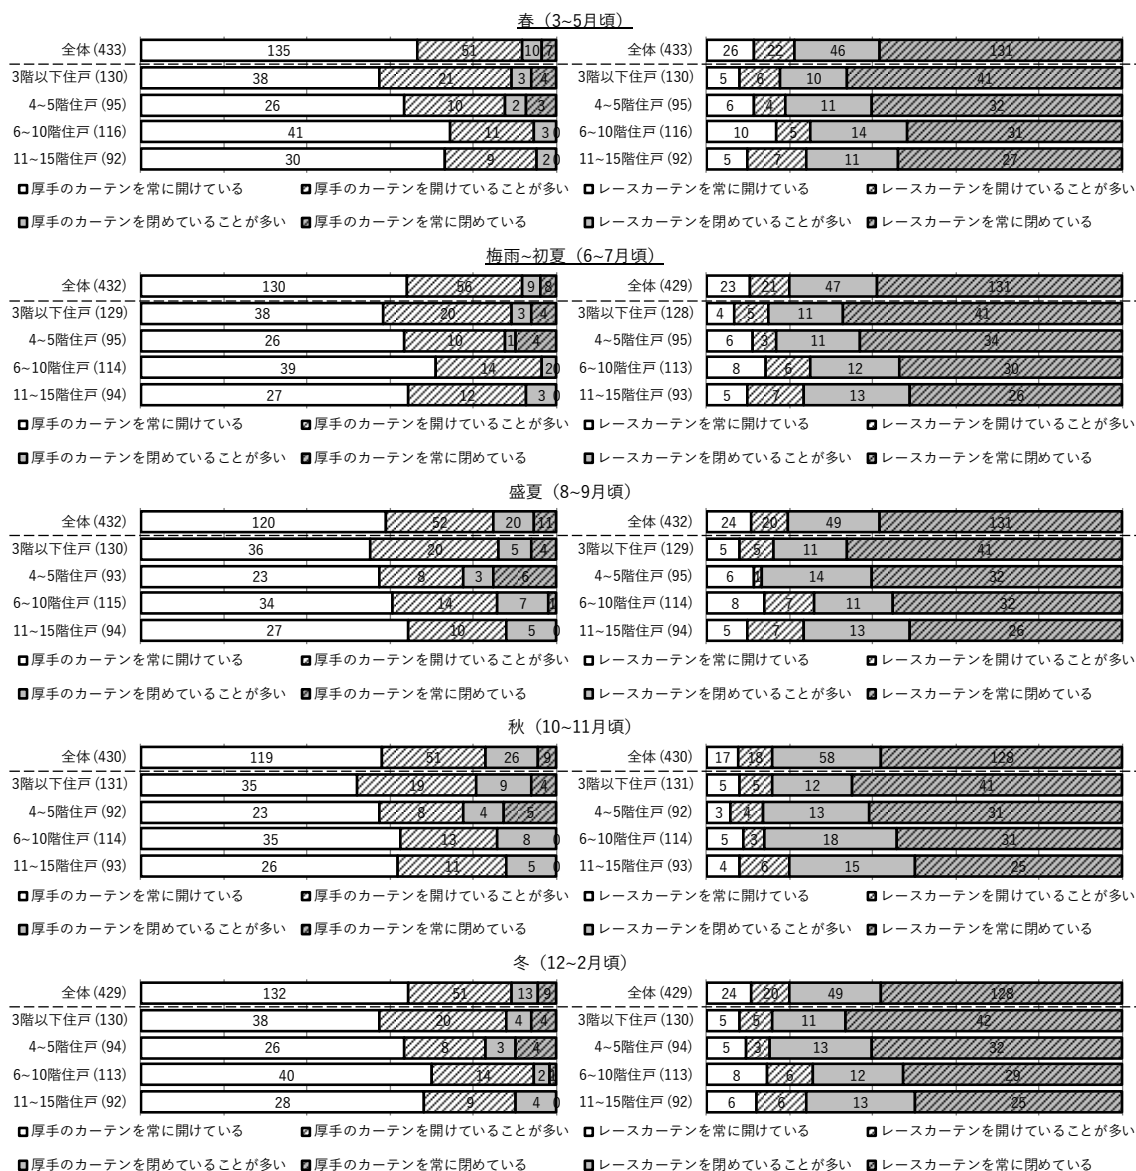 春（3~5月頃）
全体(433) 135 51 10 7 全体(433) 26 22 46 131
3階以下住戸(130) 38 21 3 4 3階以下住戸(130) 5 6 10 41
4~5階住戸(95) 26 10 2 3 4~5階住戸(95) 6 4 11 32
6~10階住戸(116) 41 11 3 0 6~10階住戸(116) 10 5 14 31
11~15階住戸(92) 30 9 2 0 11~15階住戸(92) 5 7 11 27
厚手のカーテンを常に開けている 厚手のカーテンを開けていることが多い レースカーテンを常に開けている レースカーテンを開けていることが多い
厚手のカーテンを閉めていることが多い 厚手のカーテンを常に閉めている レースカーテンを閉めていることが多い レースカーテンを常に閉めている
梅雨~初夏（6~7月頃）
全体(432) 130 56 9 8 全体(429) 23 21 47 131
3階以下住戸(129) 38 20 3 4 3階以下住戸(128) 4 5 11 41
4~5階住戸(95) 26 10 1 4 4~5階住戸(95) 6 3 11 34
6~10階住戸(114) 39 14 2 0 6~10階住戸(113) 8 6 12 30
11~15階住戸(94) 27 12 3 0 11~15階住戸(93) 5 7 13 26
厚手のカーテンを常に開けている 厚手のカーテンを開けていることが多い レースカーテンを常に開けている レースカーテンを開けていることが多い
厚手のカーテンを閉めていることが多い 厚手のカーテンを常に閉めている レースカーテンを閉めていることが多い レースカーテンを常に閉めている
盛夏（8~9月頃）
全体(432) 120 52 20 11 全体(432) 24 20 49 131
3階以下住戸(130) 36 20 5 4 3階以下住戸(129) 5 5 11 41
4~5階住戸(93) 23 8 3 6 4~5階住戸(95) 6 1 14 32
6~10階住戸(115) 34 14 7 1 6~10階住戸(114) 8 7 11 32
11~15階住戸(94) 27 10 5 0 11~15階住戸(94) 5 7 13 26
厚手のカーテンを常に開けている 厚手のカーテンを開けていることが多い レースカーテンを常に開けている レースカーテンを開けていることが多い
厚手のカーテンを閉めていることが多い 厚手のカーテンを常に閉めている レースカーテンを閉めていることが多い レースカーテンを常に閉めている
秋（10~11月頃）
全体(430) 119 51 26 9 全体(430) 17 18 58 128
3階以下住戸(131) 35 19 9 4 3階以下住戸(131) 5 5 12 41
4~5階住戸(92) 23 8 4 5 4~5階住戸(92) 3 4 13 31
6~10階住戸(114) 35 13 8 0 6~10階住戸(114) 5 3 18 31
11~15階住戸(93) 26 11 5 0 11~15階住戸(93) 4 6 15 25
厚手のカーテンを常に開けている 厚手のカーテンを開けていることが多い レースカーテンを常に開けている レースカーテンを開けていることが多い
厚手のカーテンを閉めていることが多い 厚手のカーテンを常に閉めている レースカーテンを閉めていることが多い レースカーテンを常に閉めている
冬（12~2月頃）
全体(429) 132 51 13 9 全体(429) 24 20 49 128
3階以下住戸(130) 38 20 4 4 3階以下住戸(130) 5 5 11 42
4~5階住戸(94) 26 8 3 4 4~5階住戸(94) 5 3 13 32
6~10階住戸(113) 40 14 2 1 6~10階住戸(113) 8 6 12 29
11~15階住戸(92) 28 9 4 0 11~15階住戸(92) 6 6 13 25
厚手のカーテンを常に開けている 厚手のカーテンを開けていることが多い レースカーテンを常に開けている レースカーテンを開けていることが多い
厚手のカーテンを閉めていることが多い 厚手のカーテンを常に閉めている レースカーテンを閉めていることが多い レースカーテンを常に閉めている